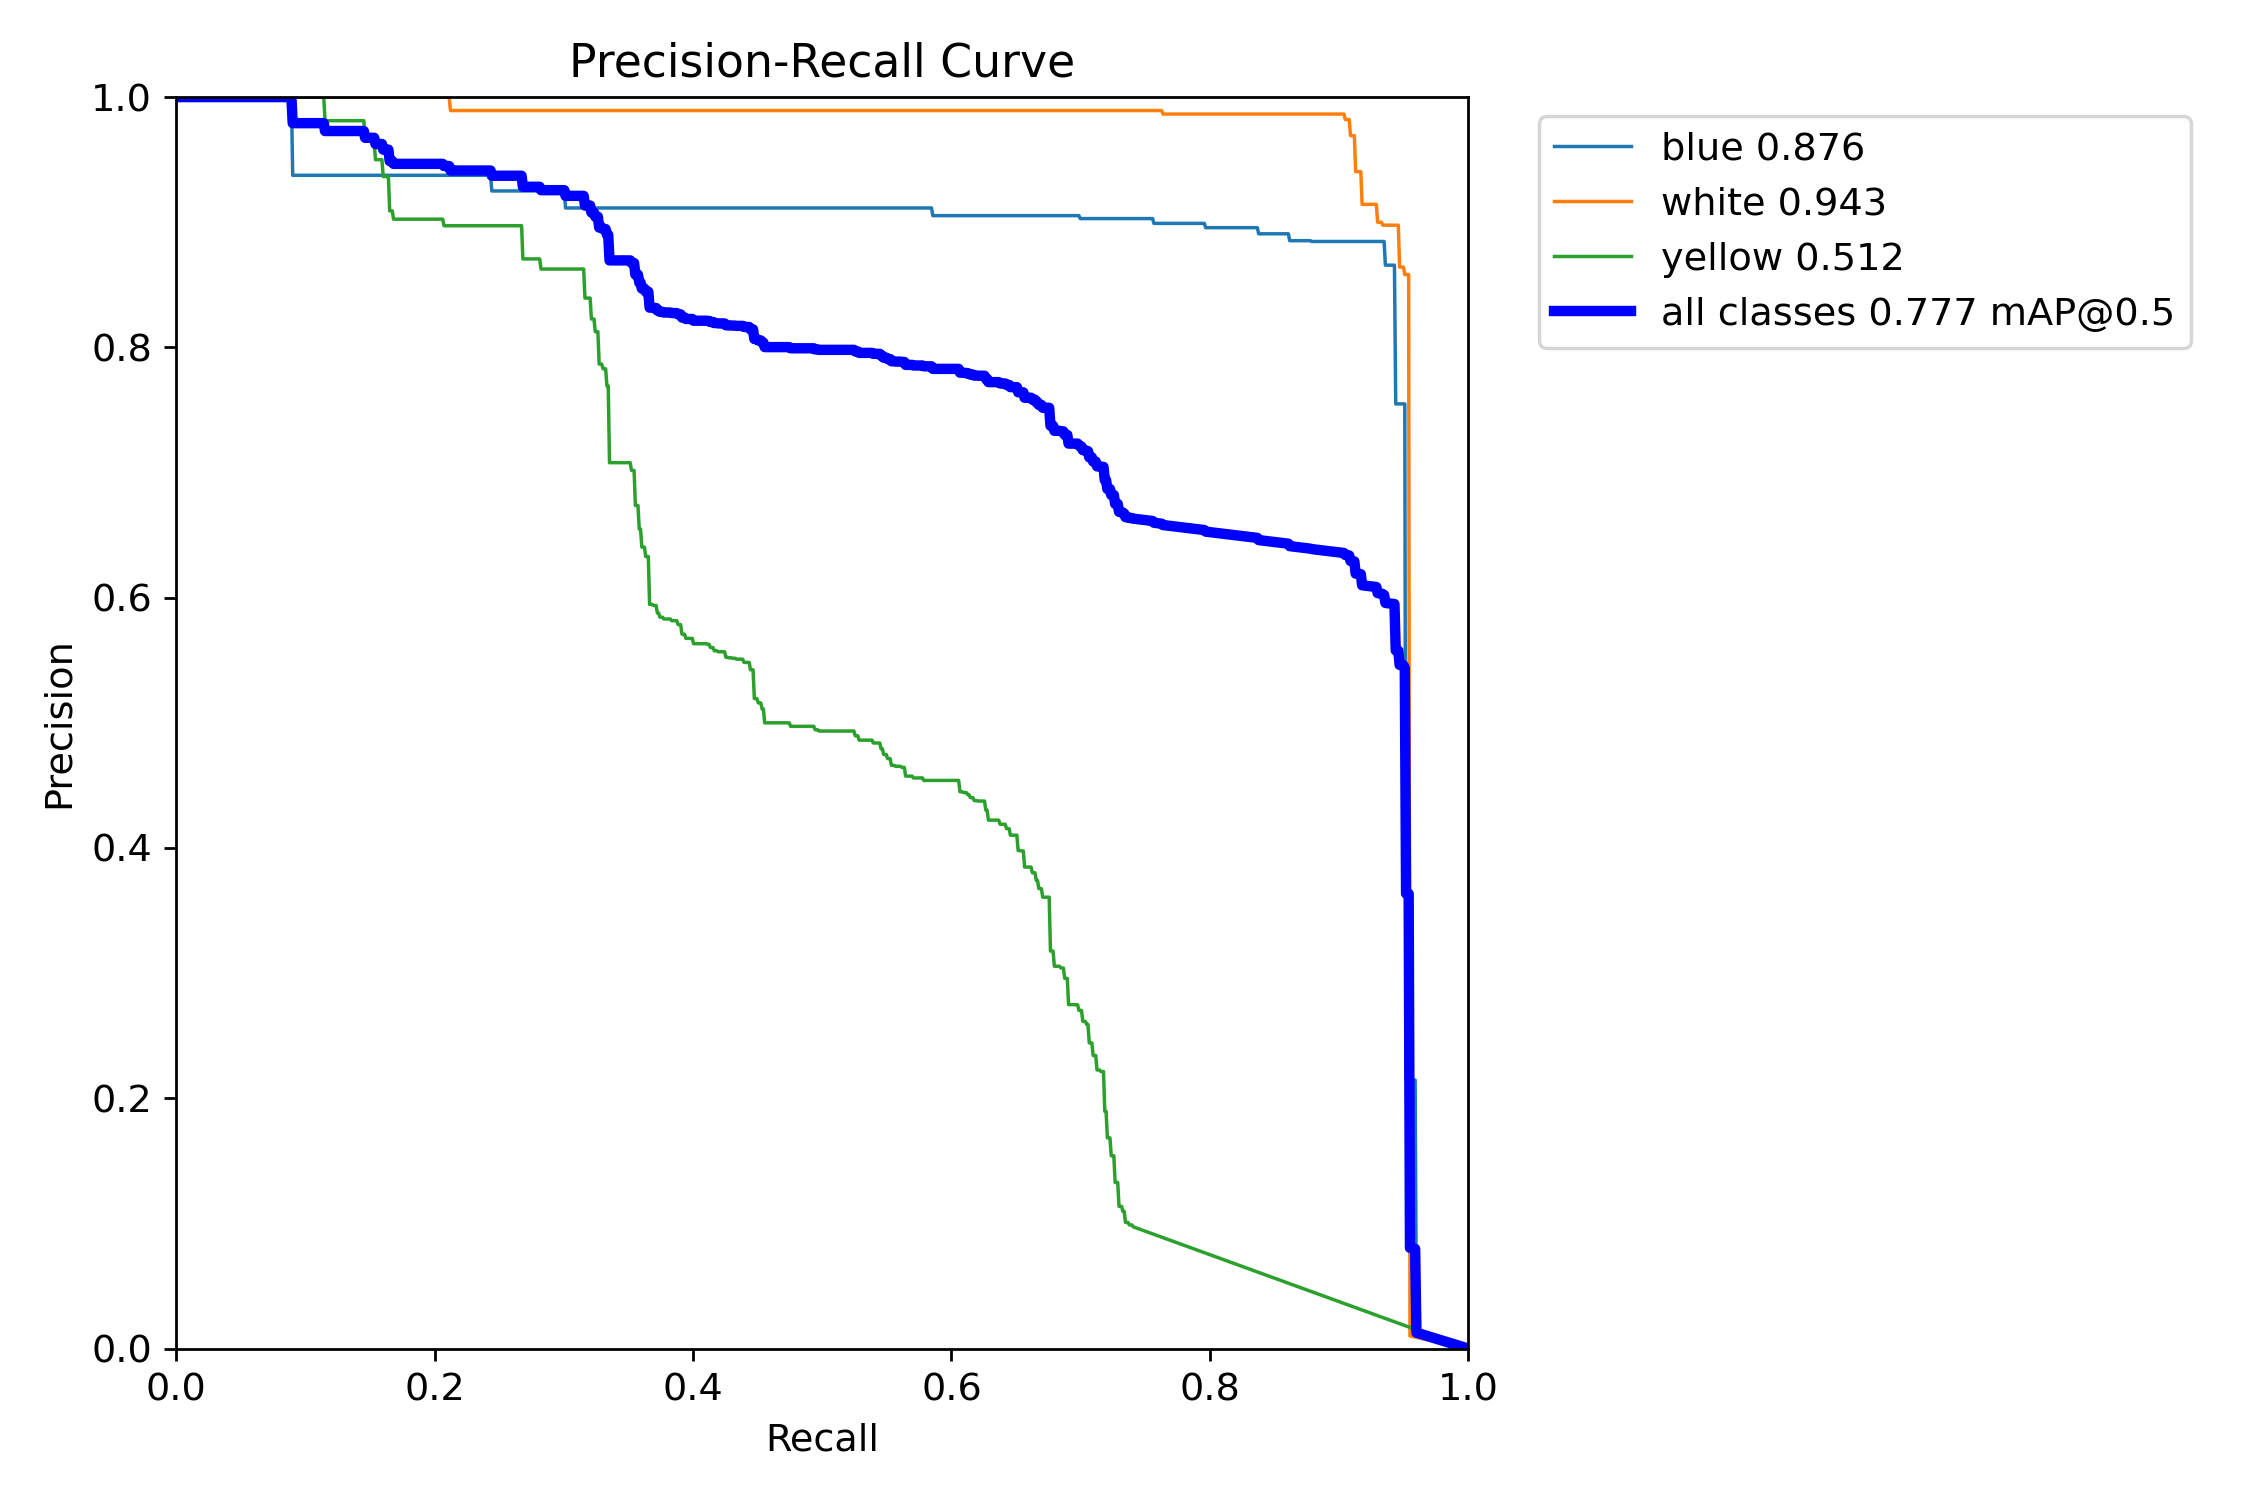 Precision-Recall Curve
1.0
0.8
0.6
0.4
0.2
0.0
Precision
0.0 0.2 0.4 0.6 0.8 1.0
Recall
blue 0.876
white 0.943
yellow 0.512
all classes 0.777 mAP@0.5